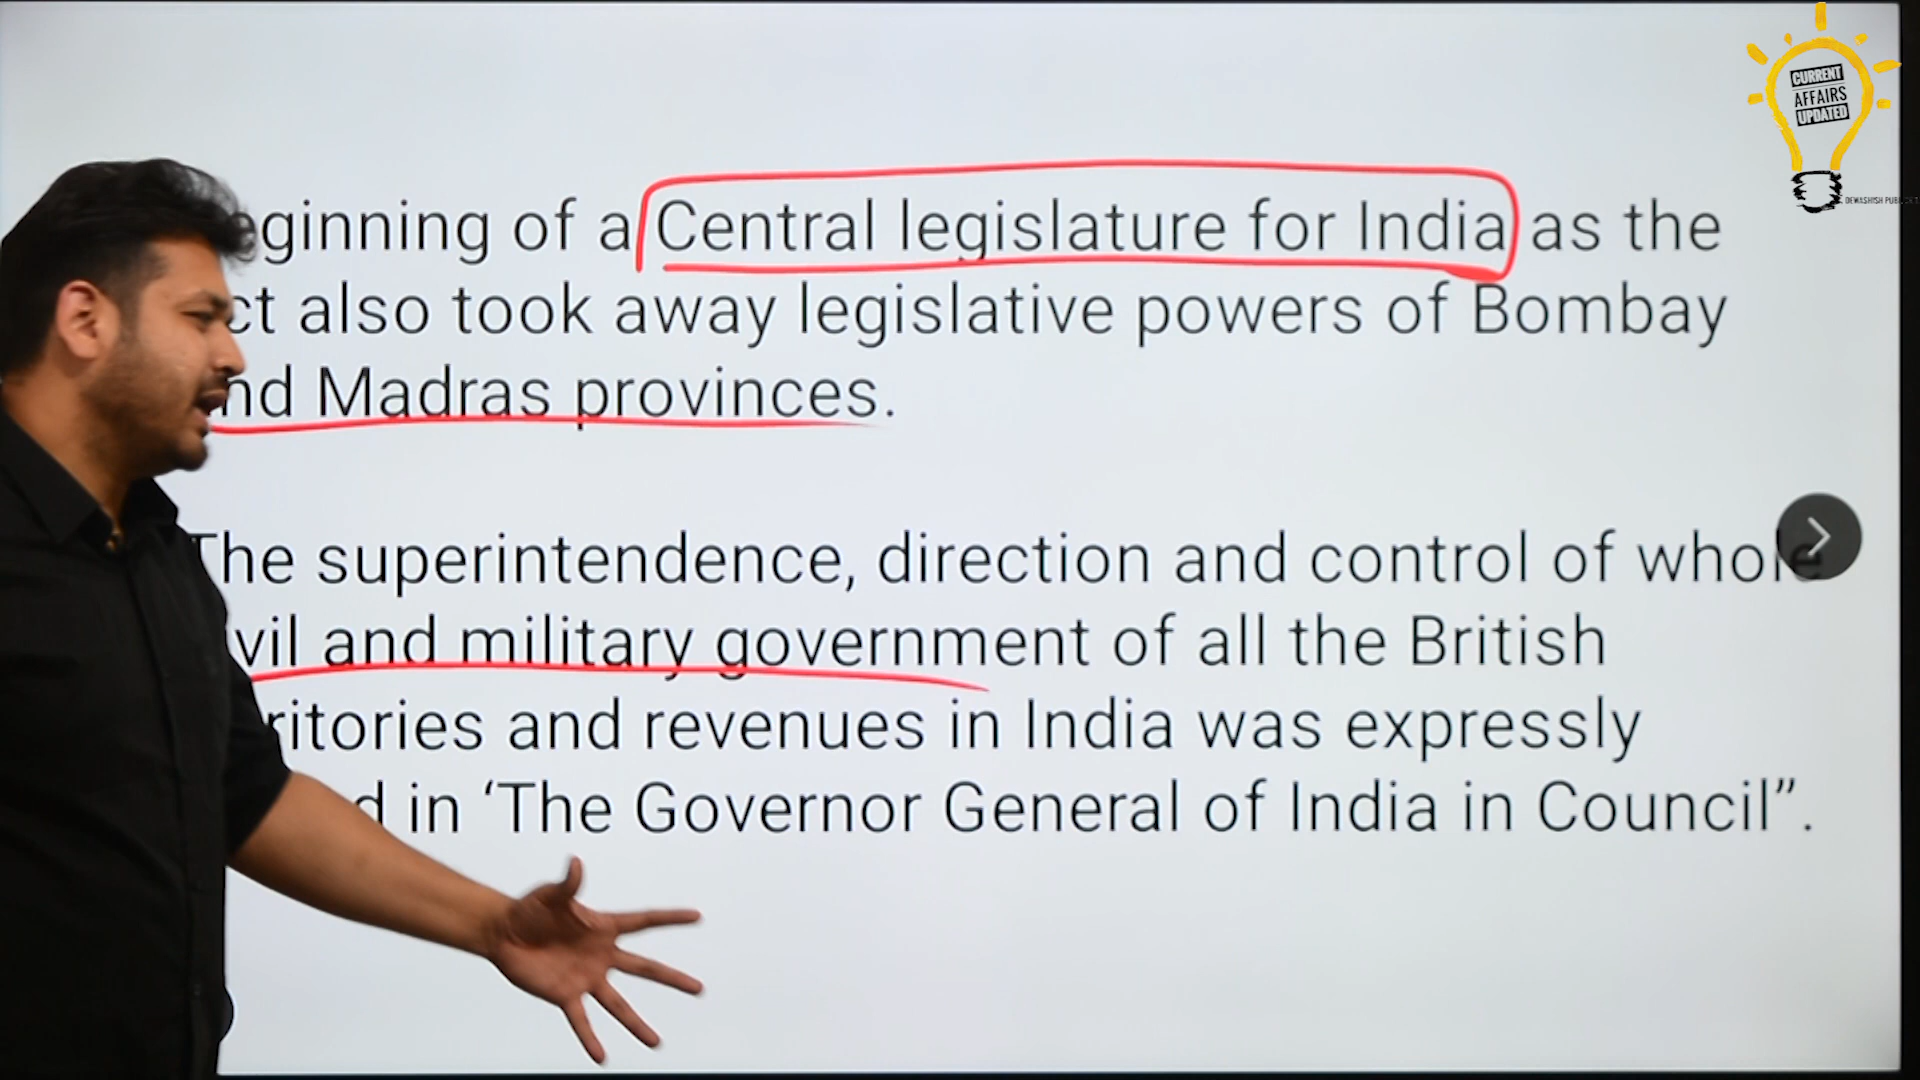 eginning of a Central legislature for India as the
ct also took away legislative powers of Bombay
nd Madras provinces.
The superintendence, direction and control of whole
vil and military government of all the British
ritories and revenues in India was expressly
d in ‘The Governor General of India in Council”.
CURRENT
AFFAIRS
UPDATED